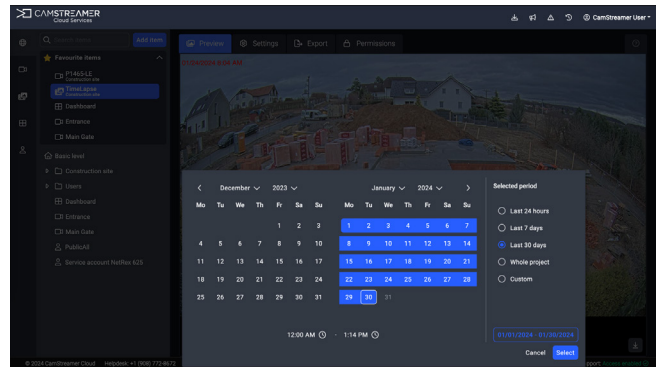 CAMSTREAMER
Cloud Services
CamStreamer User
Add item
Preview
Settings
Export
Permissions
Favourite Items
P1465-LE
Construction site
TimeLapse
Construction site
Dashboard
Entrance
Main Gate
Basic level
Construction site
Users
Dashboard
Entrance
Main Gate
PublicAll
Service account NetRex 625
December 2023
January 2024
Mo Tu We Th Fr Sa Su
Mo Tu We Th Fr Sa Su
1 2 3
1 2 3 4 5 6 7
4 5 6 7 8 9 10
8 9 10 11 12 13 14
11 12 13 14 15 16 17
15 16 17 18 19 20 21
18 19 20 21 22 23 24
22 23 24 25 26 27 28
25 26 27 28 29 30 31
29 30 31
12:00 AM - 1:14 PM
Selected period
Last 24 hours
Last 7 days
Last 30 days
Whole project
Custom
01/01/2024 - 01/30/2024
Cancel Select
© 2024 CamStreamer Cloud Helpdesk: +1 (908) 772-8672